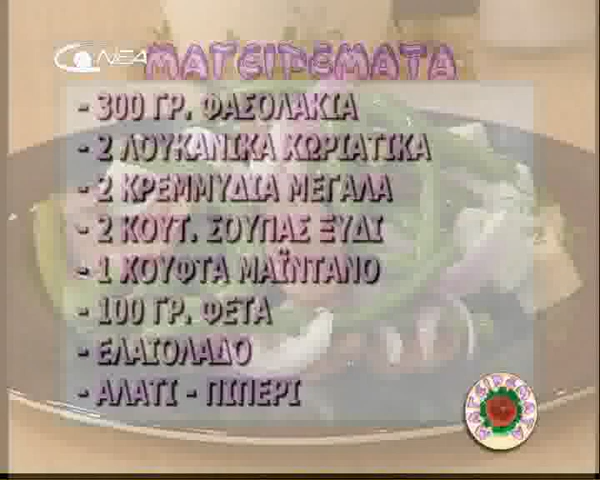 ΝΕΑ
ΜΑΓΕΙΡΕΜΑΤΑ
- 300 ΓΡ. ΦΑΣΟΛΑΚΙΑ
- 2 ΛΟΥΚΑΝΙΚΑ ΧΩΡΙΑΤΙΚΑ
- 2 ΚΡΕΜΜΥΔΙΑ ΜΕΓΑΛΑ
- 2 ΚΟΥΤ. ΣΟΥΠΑΣ ΞΥΔΙ
- 1 ΧΟΥΦΤΑ ΜΑΪΝΤΑΝΟ
- 100 ΓΡ. ΦΕΤΑ
- ΕΛΑΙΟΛΑΔΟ
- ΑΛΑΤΙ - ΠΙΠΕΡΙ
ΜΑΓΕΙΡΕΜΑΤΑ